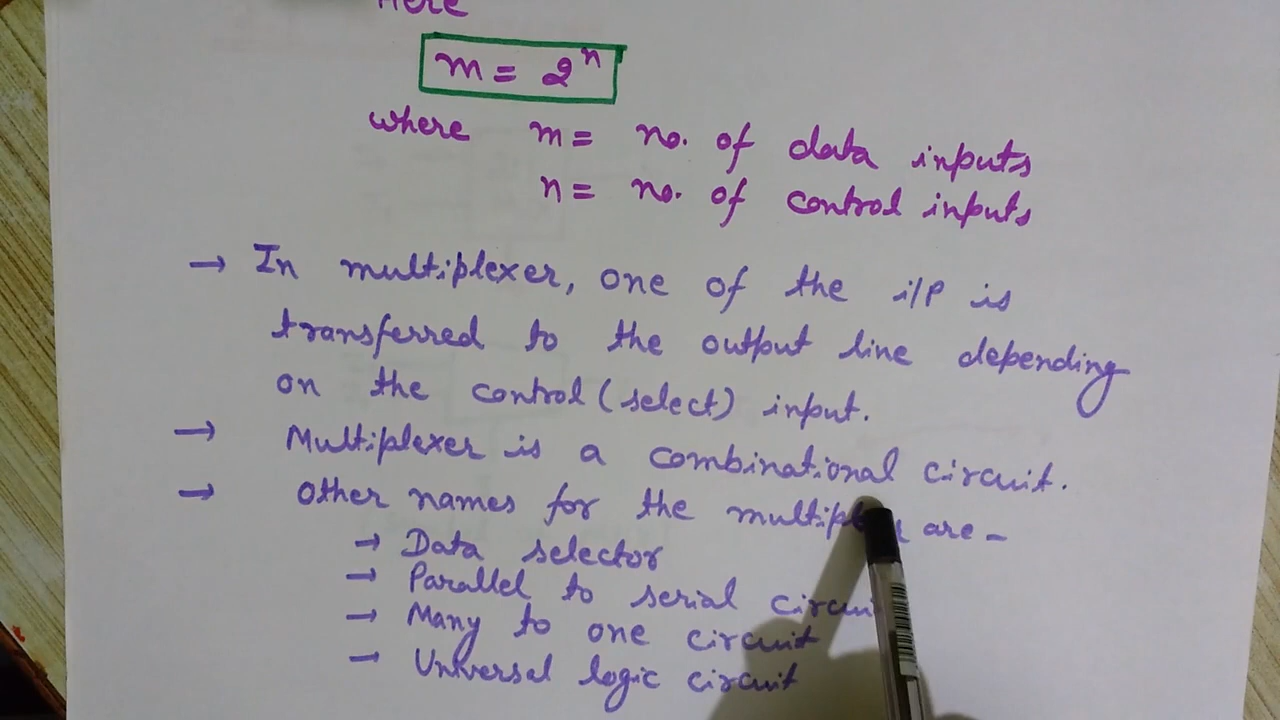 Here
m = 2ⁿ
where m = no. of data inputs
n = no. of control inputs
→ In multiplexer, one of the i/P is
transferred to the output line depending
on the control (select) input.
→ Multiplexer is a combinational circuit.
→ Other names for the are -
→ Data selector
→ Parallel to serial
→ Many to one circuit
→ Universal logic circuit